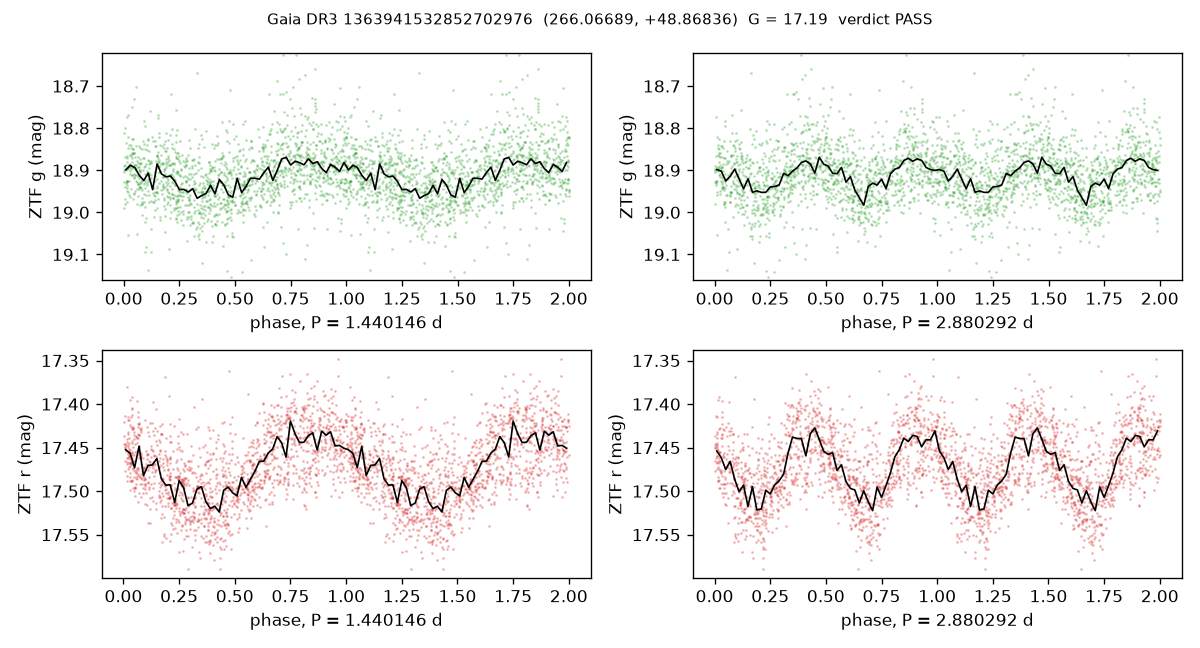 Gaia DR3 1363941532852702976 (266.06689, +48.86836) G = 17.19 verdict PASS
ZTF g (mag)
18.7
18.8
18.9
19.0
19.1
0.00 0.25 0.50 0.75 1.00 1.25 1.50 1.75 2.00
phase, P = 1.440146 d
ZTF g (mag)
18.7
18.8
18.9
19.0
19.1
0.00 0.25 0.50 0.75 1.00 1.25 1.50 1.75 2.00
phase, P = 2.880292 d
ZTF r (mag)
17.35
17.40
17.45
17.50
17.55
0.00 0.25 0.50 0.75 1.00 1.25 1.50 1.75 2.00
phase, P = 1.440146 d
ZTF r (mag)
17.35
17.40
17.45
17.50
17.55
0.00 0.25 0.50 0.75 1.00 1.25 1.50 1.75 2.00
phase, P = 2.880292 d